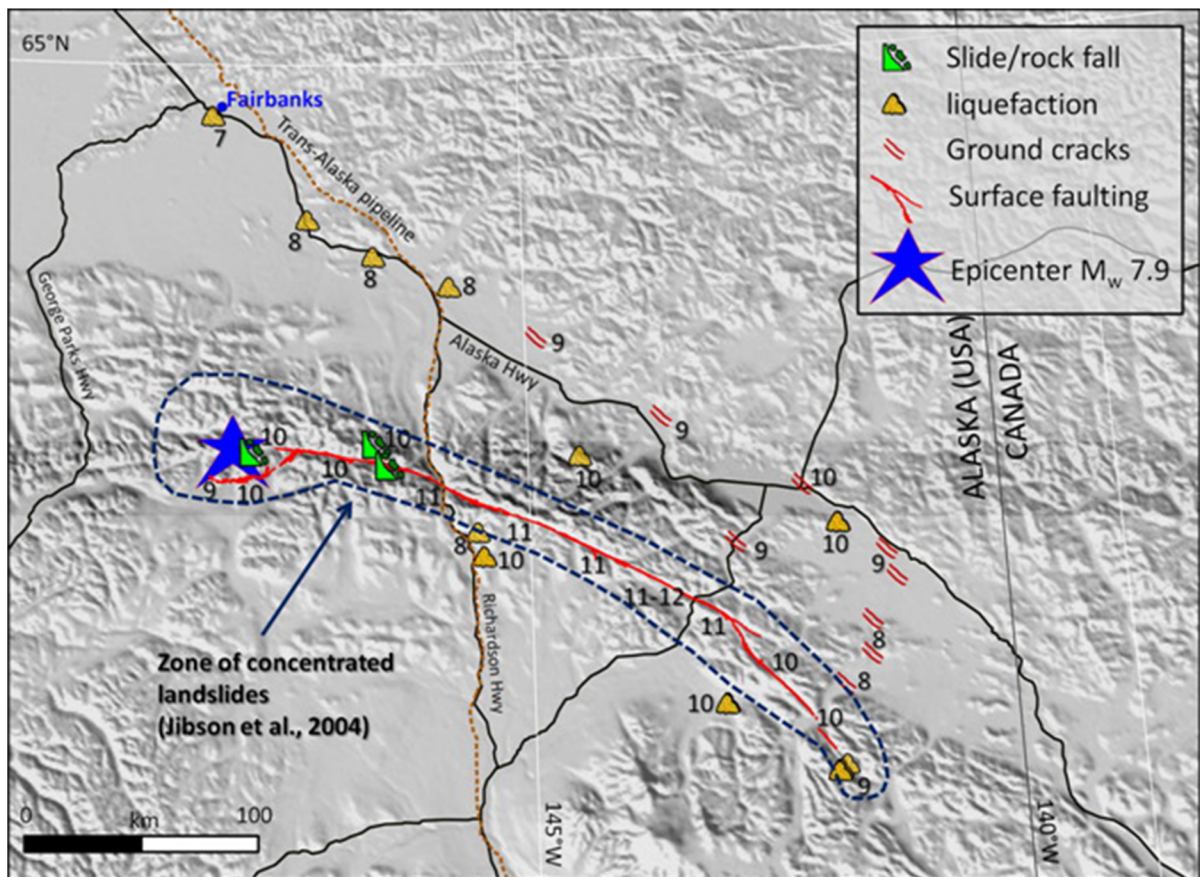 65°N
Fairbanks
7
Trans-Alaska pipeline
8
8
8
George Parks Hwy
Alaska Hwy
9
9
10
10
10
9 10
10
11
10
10
9
10
9
8 10
11
11
11-12
11
8
8
10
10
10
9
Richardson Hwy
Zone of concentrated
landslides
(Jibson et al., 2004)
0 km 100
145°W
140°W
ALASKA (USA)
CANADA
Slide/rock fall
liquefaction
Ground cracks
Surface faulting
Epicenter Mw 7.9